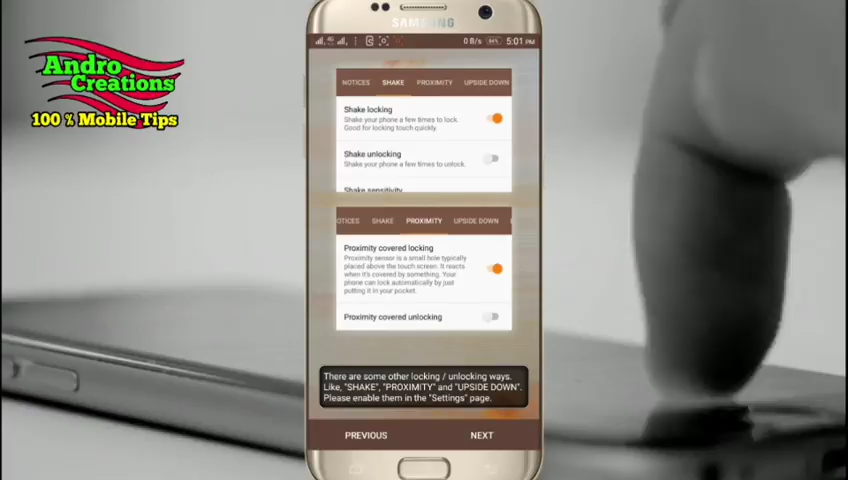 SAMSUNG
0 B/s 5:01 PM
Andro
Creations
100 % Mobile Tips
NOTICES SHAKE PROXIMITY UPSIDE DOWN
Shake locking
Shake your phone a few times to lock.
Good for locking touch quickly.
Shake unlocking
Shake your phone a few times to unlock.
Shake sensitivity
OTICES SHAKE PROXIMITY UPSIDE DOWN
Proximity covered locking
Proximity sensor is a small hole typically
placed above the touch screen. It reacts
when it's covered by something. Your
phone can lock automatically by just
putting it in your pocket.
Proximity covered unlocking
There are some other locking / unlocking ways.
Like, "SHAKE", "PROXIMITY" and "UPSIDE DOWN".
Please enable them in the "Settings" page.
PREVIOUS NEXT